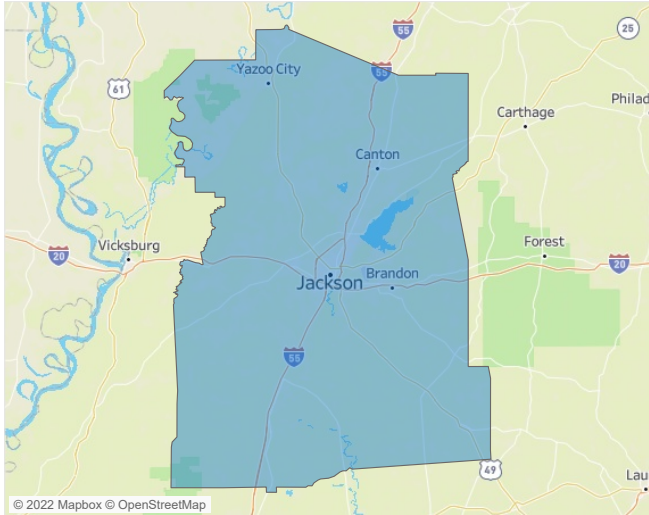 55
25
Yazoo City
55
61
Philad
Carthage
Canton
Vicksburg
Forest
20
20
Brandon
Jackson
55
49
Lau
© 2022 Mapbox © OpenStreetMap